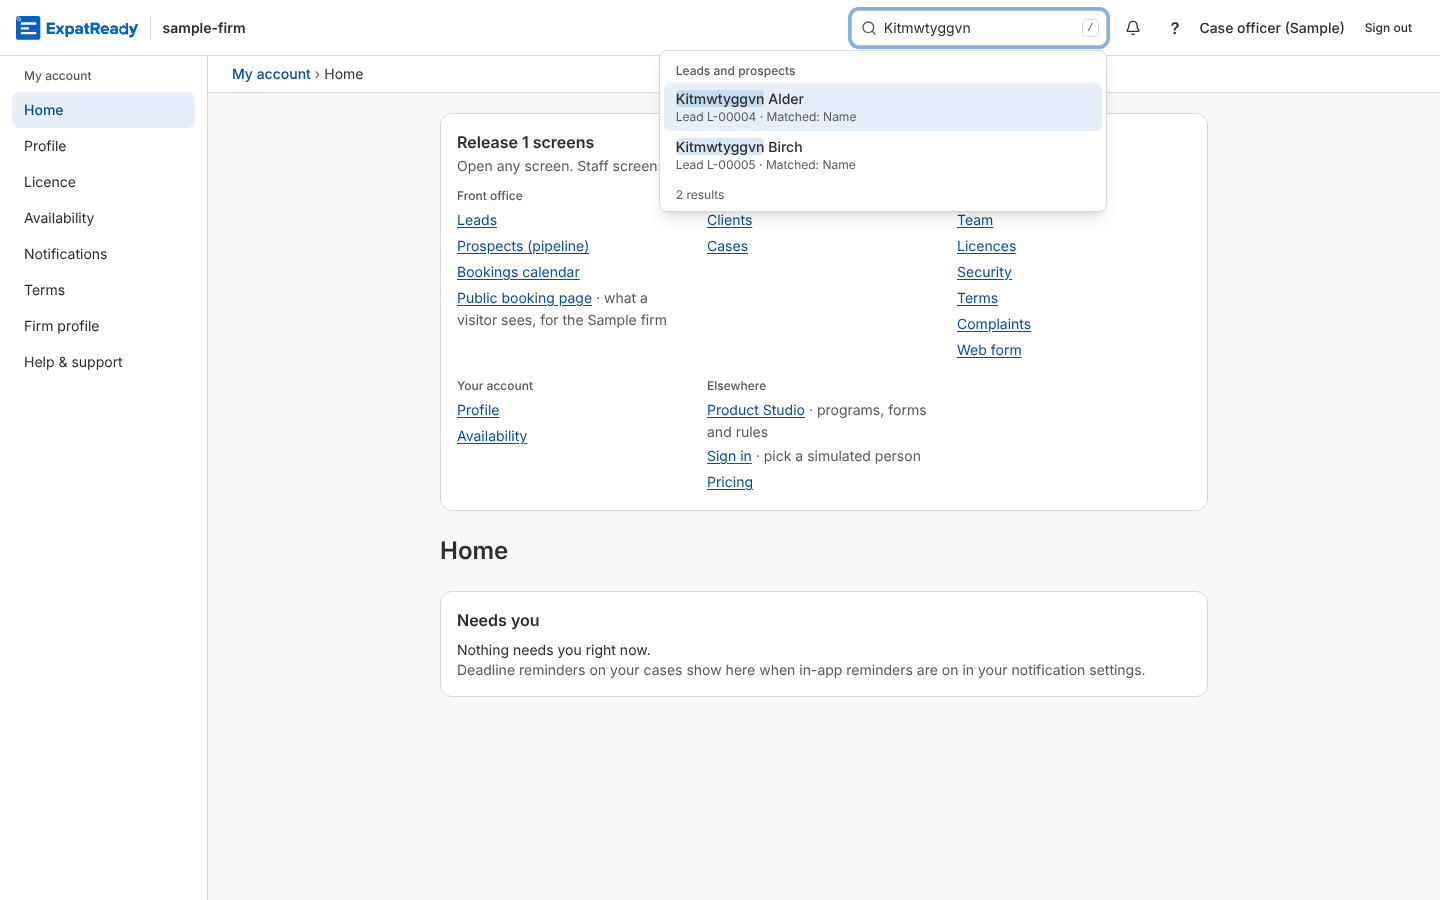 ExpatReady
sample-firm
Kitmwtyggvn
/
?
Case officer (Sample)
Sign out
My account
Home
Profile
Licence
Availability
Notifications
Terms
Firm profile
Help & support
My account › Home
Leads and prospects
Kitmwtyggvn Alder
Lead L-00004 · Matched: Name
Kitmwtyggvn Birch
Lead L-00005 · Matched: Name
2 results
Release 1 screens
Open any screen. Staff screen
Front office
Leads
Prospects (pipeline)
Bookings calendar
Public booking page · what a
visitor sees, for the Sample firm
Clients
Cases
Team
Licences
Security
Terms
Complaints
Web form
Your account
Profile
Availability
Elsewhere
Product Studio · programs, forms
and rules
Sign in · pick a simulated person
Pricing
Home
Needs you
Nothing needs you right now.
Deadline reminders on your cases show here when in-app reminders are on in your notification settings.